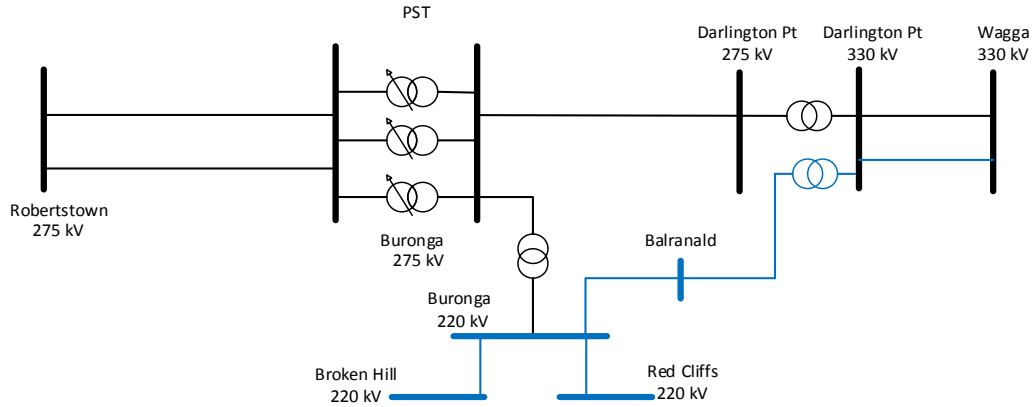 PST
Darlington Pt
275 kV
Darlington Pt
330 kV
Wagga
330 kV
Robertstown
275 kV
Buronga
275 kV
Balranald
Buronga
220 kV
Broken Hill
220 kV
Red Cliffs
220 kV